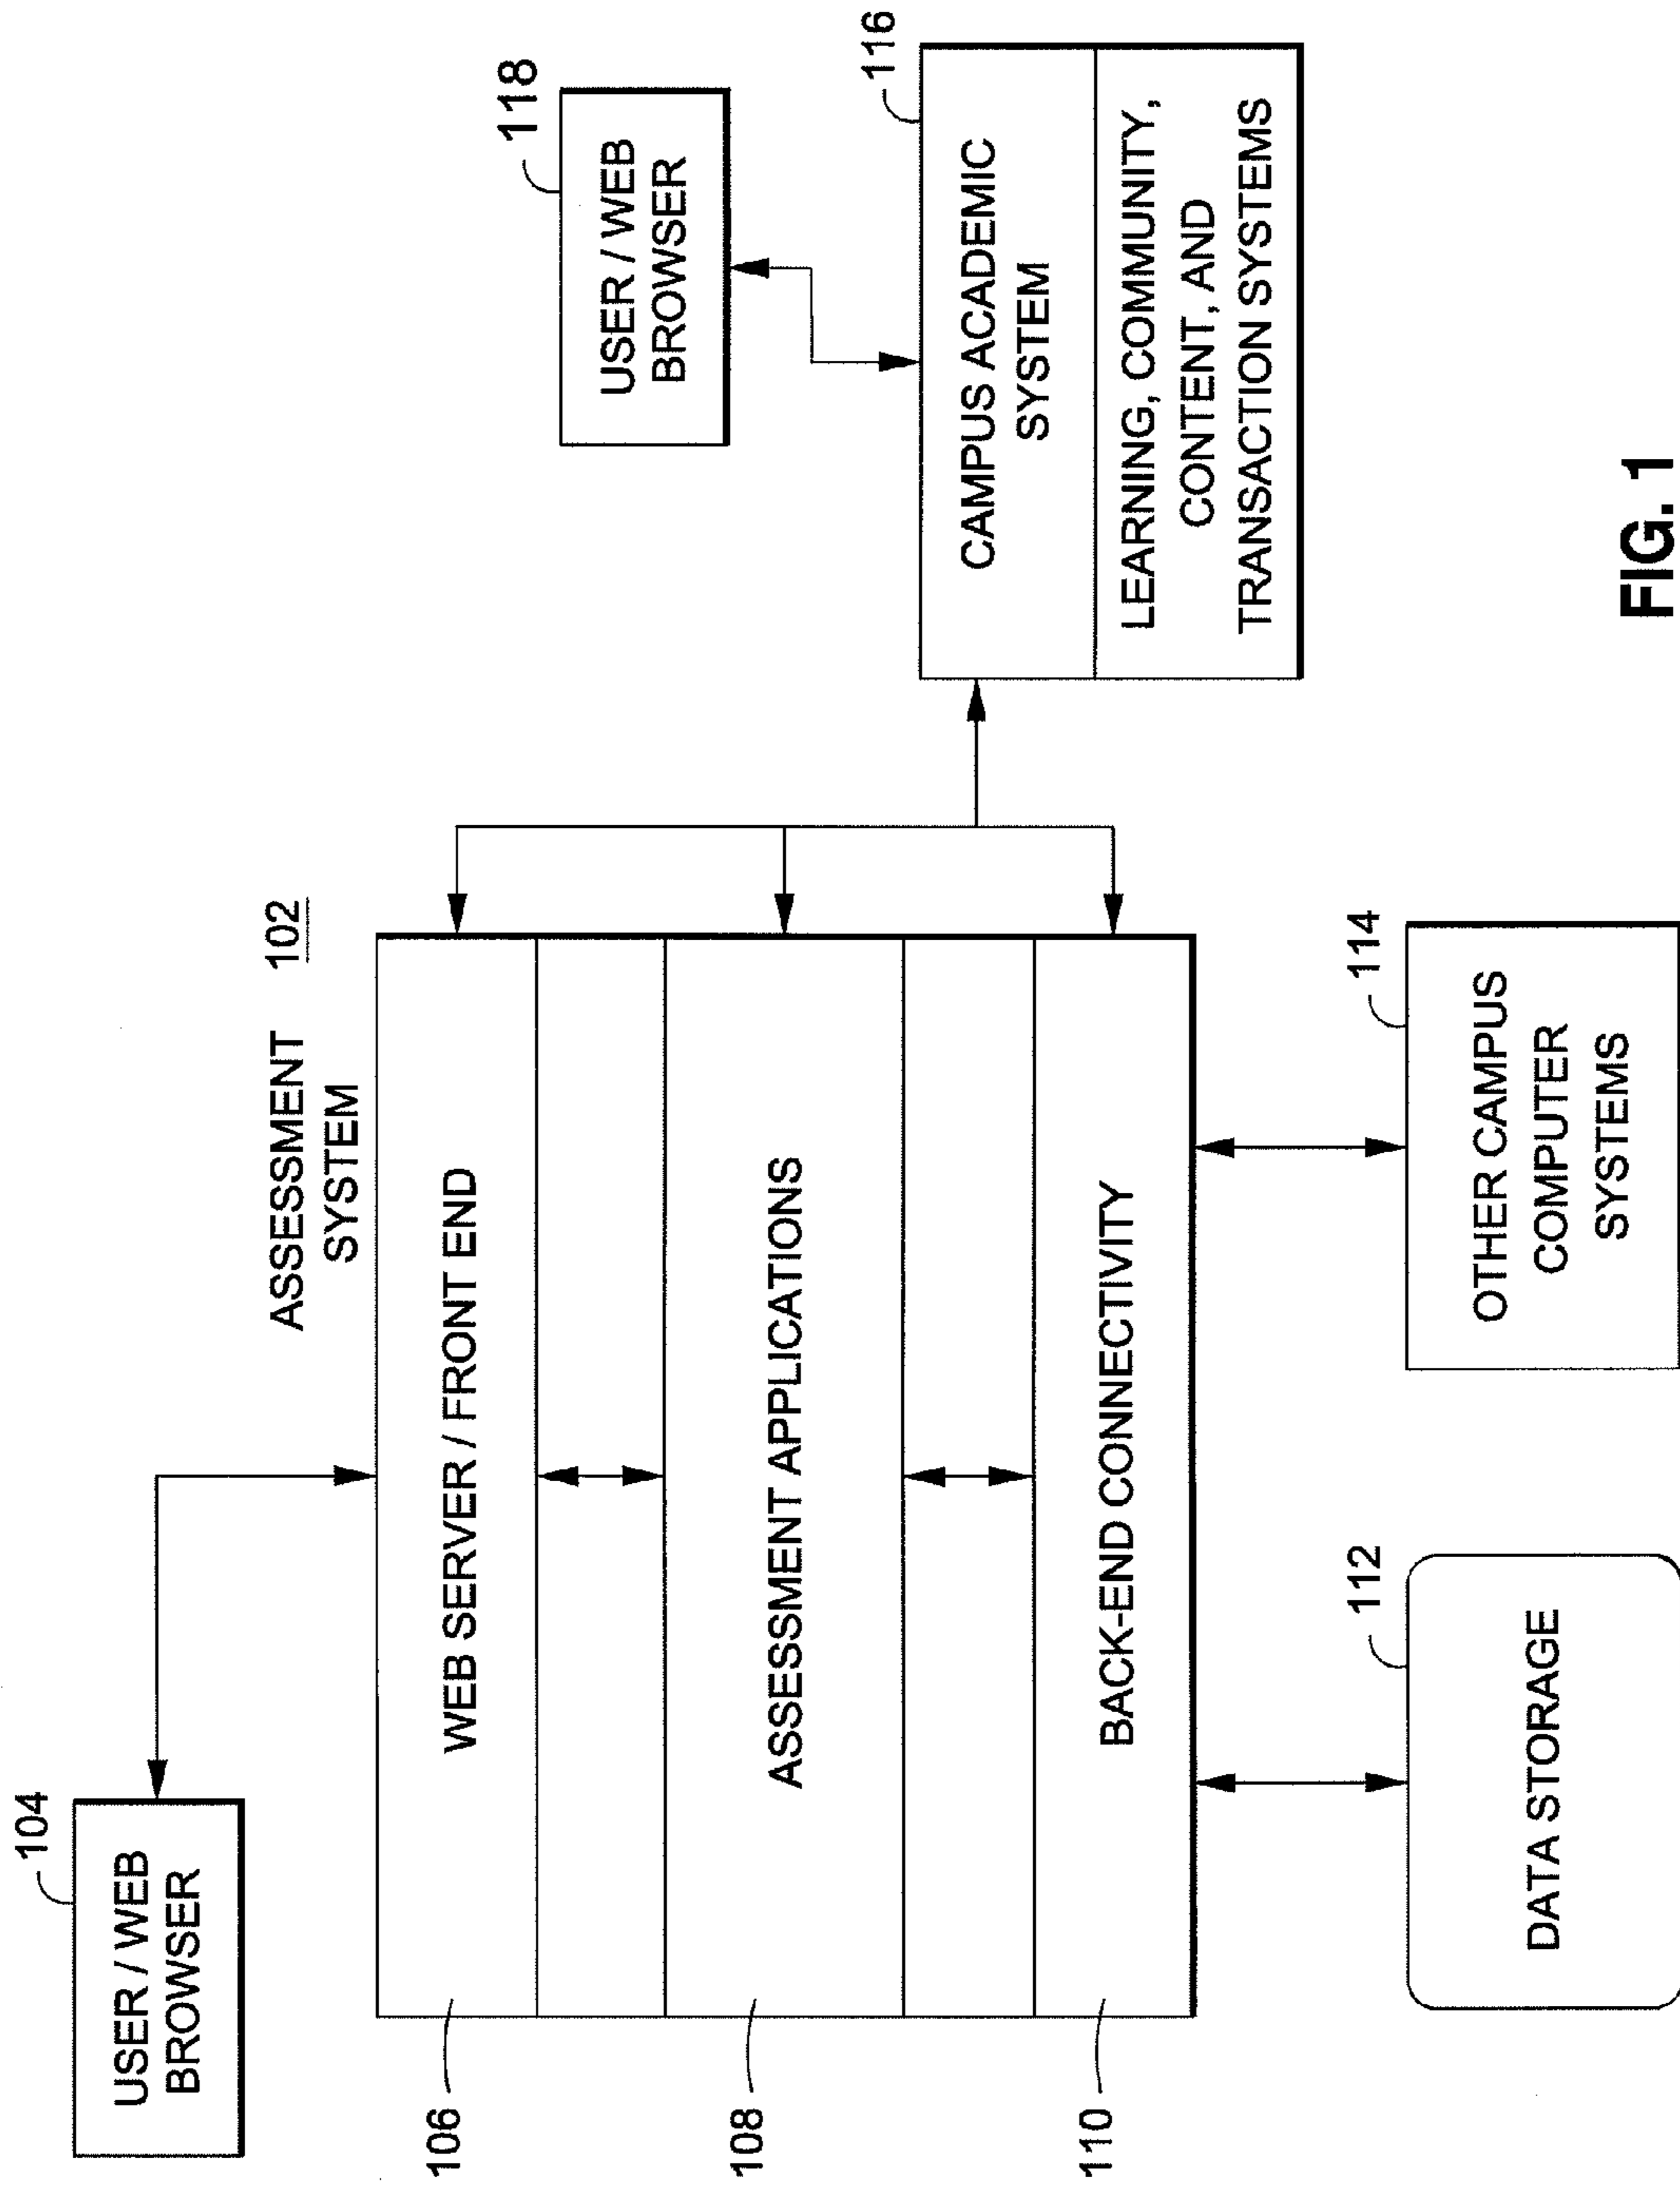 104
USER / WEB
BROWSER
ASSESSMENT 102
SYSTEM
118
USER / WEB
BROWSER
106
WEB SERVER / FRONT END
108
ASSESSMENT APPLICATIONS
110
BACK-END CONNECTIVITY
116
CAMPUS ACADEMIC
SYSTEM
LEARNING, COMMUNITY,
CONTENT, AND
TRANSACTION SYSTEMS
112
DATA STORAGE
114
OTHER CAMPUS
COMPUTER
SYSTEMS
FIG. 1